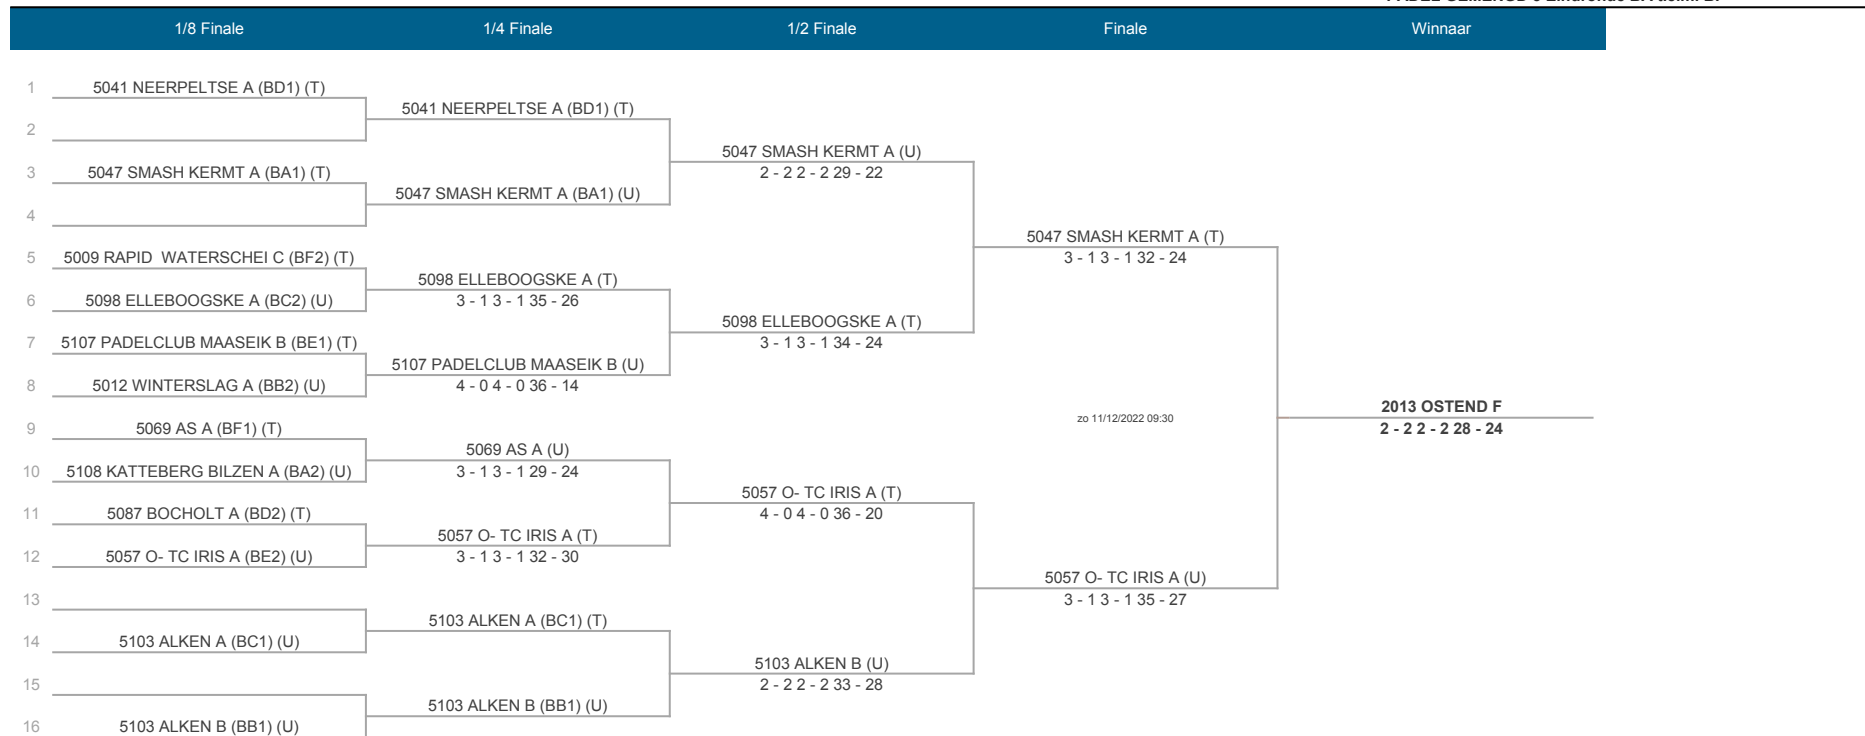 1/8 Finale 1/4 Finale 1/2 Finale Finale Winnaar
1 5041 NEERPELTSE A (BD1) (T)
5041 NEERPELTSE A (BD1) (T)
2
5047 SMASH KERMT A (U)
3 5047 SMASH KERMT A (BA1) (T)
2 - 2 2 - 2 29 - 22
5047 SMASH KERMT A (BA1) (U)
4
5047 SMASH KERMT A (T)
5 5009 RAPID WATERSCHEI C (BF2) (T)
3 - 1 3 - 1 32 - 24
5098 ELLEBOOGSKE A (T)
6 5098 ELLEBOOGSKE A (BC2) (U)
3 - 1 3 - 1 35 - 26
5098 ELLEBOOGSKE A (T)
7 5107 PADELCLUB MAASEIK B (BE1) (T)
3 - 1 3 - 1 34 - 24
5107 PADELCLUB MAASEIK B (U)
8 5012 WINTERSLAG A (BB2) (U)
4 - 0 4 - 0 36 - 14
2013 OSTEND F
zo 11/12/2022 09:30
9 5069 AS A (BF1) (T)
2 - 2 2 - 2 28 - 24
5069 AS A (U)
10 5108 KATTEBERG BILZEN A (BA2) (U)
3 - 1 3 - 1 29 - 24
5057 O- TC IRIS A (T)
11 5087 BOCHOLT A (BD2) (T)
4 - 0 4 - 0 36 - 20
5057 O- TC IRIS A (T)
12 5057 O- TC IRIS A (BE2) (U)
3 - 1 3 - 1 32 - 30
5057 O- TC IRIS A (U)
13
3 - 1 3 - 1 35 - 27
5103 ALKEN A (BC1) (T)
14 5103 ALKEN A (BC1) (U)
5103 ALKEN B (U)
15
2 - 2 2 - 2 33 - 28
5103 ALKEN B (BB1) (U)
16 5103 ALKEN B (BB1) (U)